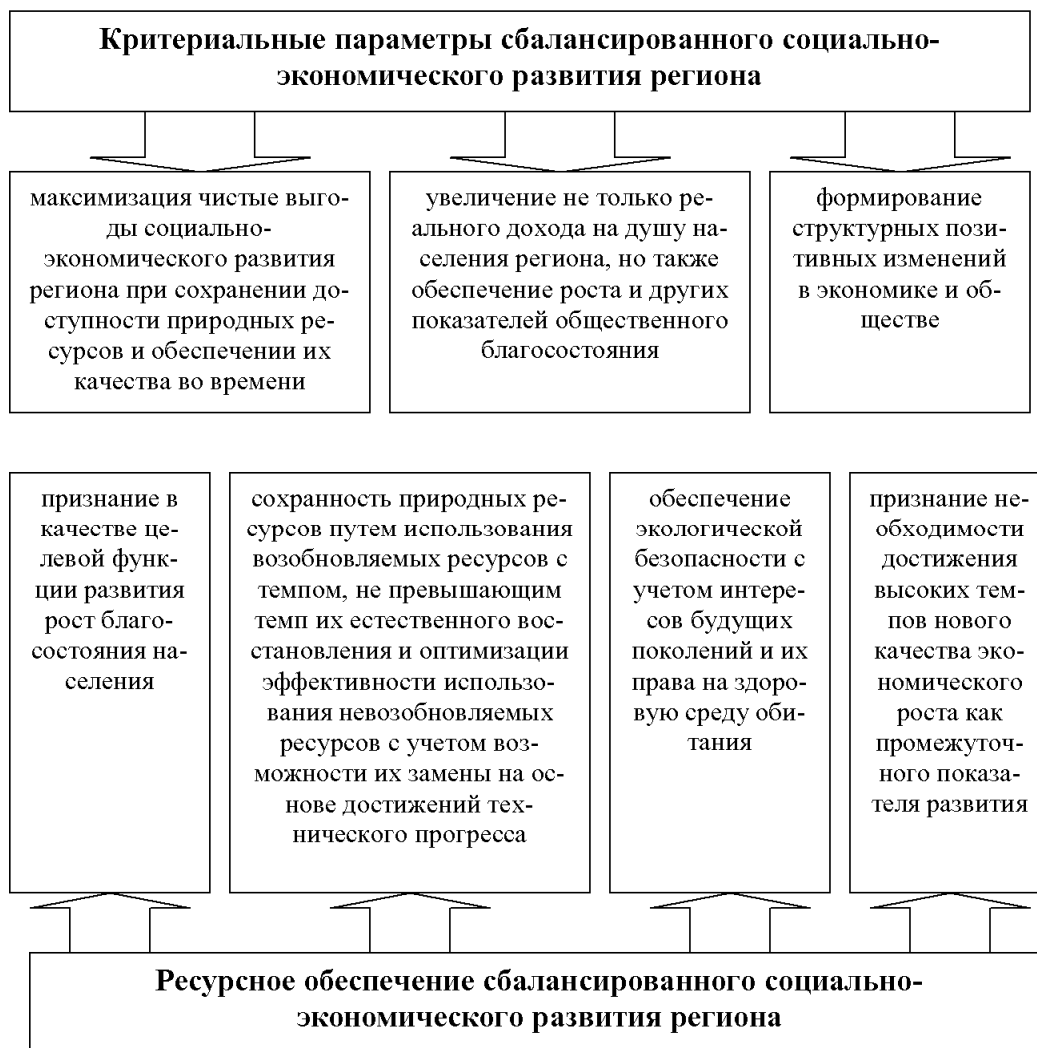 Критериальные параметры сбалансированного социально-
экономического развития региона
максимизация чистые выго-
ды социально-
экономического развития
региона при сохранении до-
ступности природных ре-
сурсов и обеспечении их
качества во времени
увеличение не только ре-
ального дохода на душу на-
селения региона, но также
обеспечение роста и других
показателей общественного
благосостояния
формирование
структурных пози-
тивных изменений
в экономике и об-
ществе
признание в
качестве це-
левой функ-
ции развития
рост благо-
состояния на-
селения
сохранность природных ре-
сурсов путем использования
возобновляемых ресурсов с
темпом, не превышающим
темп их естественного вос-
становления и оптимизации
эффективности использо-
вания невозобновляемых
ресурсов с учетом воз-
можности их замены на ос-
нове достижений тех-
нического прогресса
обеспечение
экологической
безопасности с
учетом интере-
сов будущих
поколений и их
права на здоро-
вую среду оби-
тания
признание не-
обходимости
достижения
высоких тем-
пов нового
качества эко-
номического
роста как
промежуточ-
ного показа-
теля развития
Ресурсное обеспечение сбалансированного социально-
экономического развития региона